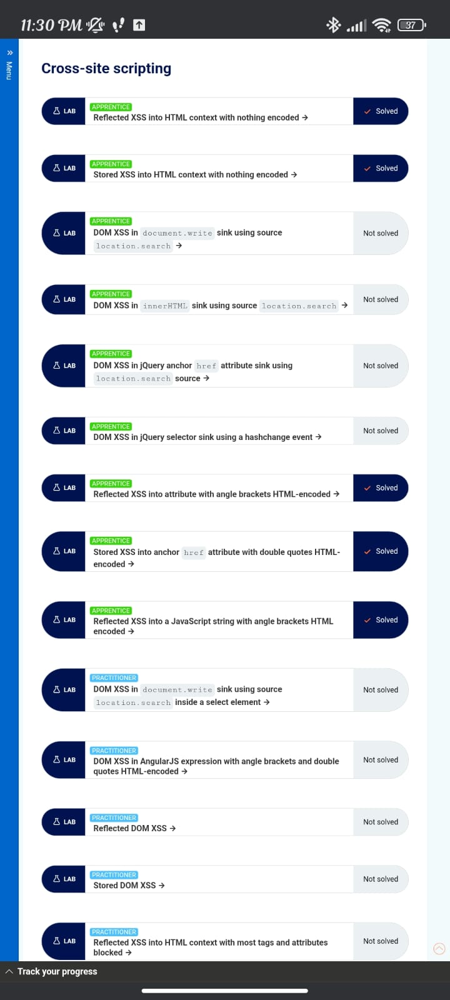 11:30 PM
37
Menu
Cross-site scripting
LAB
APPRENTICE
Reflected XSS into HTML context with nothing encoded →
Solved
LAB
APPRENTICE
Stored XSS into HTML context with nothing encoded →
Solved
LAB
APPRENTICE
DOM XSS in document.write sink using source
location.search →
Not solved
LAB
APPRENTICE
DOM XSS in innerHTML sink using source location.search →
Not solved
LAB
APPRENTICE
DOM XSS in jQuery anchor href attribute sink using
location.search source →
Not solved
LAB
APPRENTICE
DOM XSS in jQuery selector sink using a hashchange event →
Not solved
LAB
APPRENTICE
Reflected XSS into attribute with angle brackets HTML-encoded →
Solved
LAB
APPRENTICE
Stored XSS into anchor href attribute with double quotes HTML-
encoded →
Solved
LAB
APPRENTICE
Reflected XSS into a JavaScript string with angle brackets HTML
encoded →
Solved
LAB
PRACTITIONER
DOM XSS in document.write sink using source
location.search inside a select element →
Not solved
LAB
PRACTITIONER
DOM XSS in AngularJS expression with angle brackets and double
quotes HTML-encoded →
Not solved
LAB
PRACTITIONER
Reflected DOM XSS →
Not solved
LAB
PRACTITIONER
Stored DOM XSS →
Not solved
LAB
PRACTITIONER
Reflected XSS into HTML context with most tags and attributes
blocked →
Not solved
Track your progress